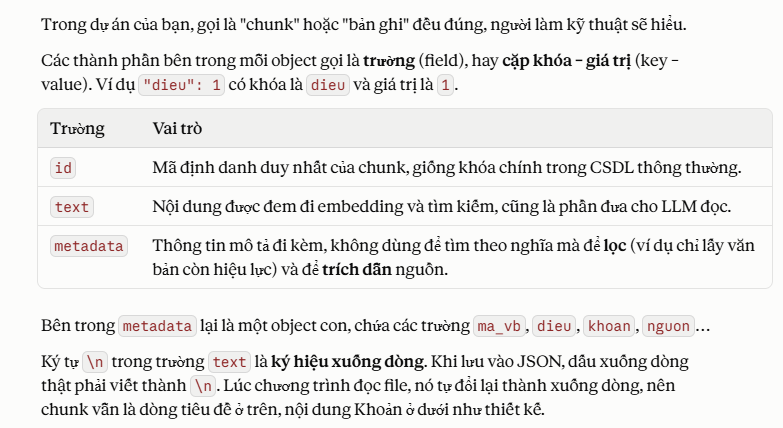 Trong dự án của bạn, gọi là "chunk" hoặc "bản ghi" đều đúng, người làm kỹ thuật sẽ hiểu.
Các thành phần bên trong mỗi object gọi là trường (field), hay cặp khóa – giá trị (key –
value). Ví dụ "dieu": 1 có khóa là dieu và giá trị là 1.
Trường Vai trò
id Mã định danh duy nhất của chunk, giống khóa chính trong CSDL thông thường.
text Nội dung được đem đi embedding và tìm kiếm, cũng là phần đưa cho LLM đọc.
metadata Thông tin mô tả đi kèm, không dùng để tìm theo nghĩa mà để lọc (ví dụ chỉ lấy văn
bản còn hiệu lực) và để trích dẫn nguồn.
Bên trong metadata lại là một object con, chứa các trường ma_vb, dieu, khoan, nguon…
Ký tự \n trong trường text là ký hiệu xuống dòng. Khi lưu vào JSON, dấu xuống dòng
thật phải viết thành \n. Lúc chương trình đọc file, nó tự đổi lại thành xuống dòng, nên
chunk vẫn là dòng tiêu đề ở trên, nội dung Khoản ở dưới như thiết kế.